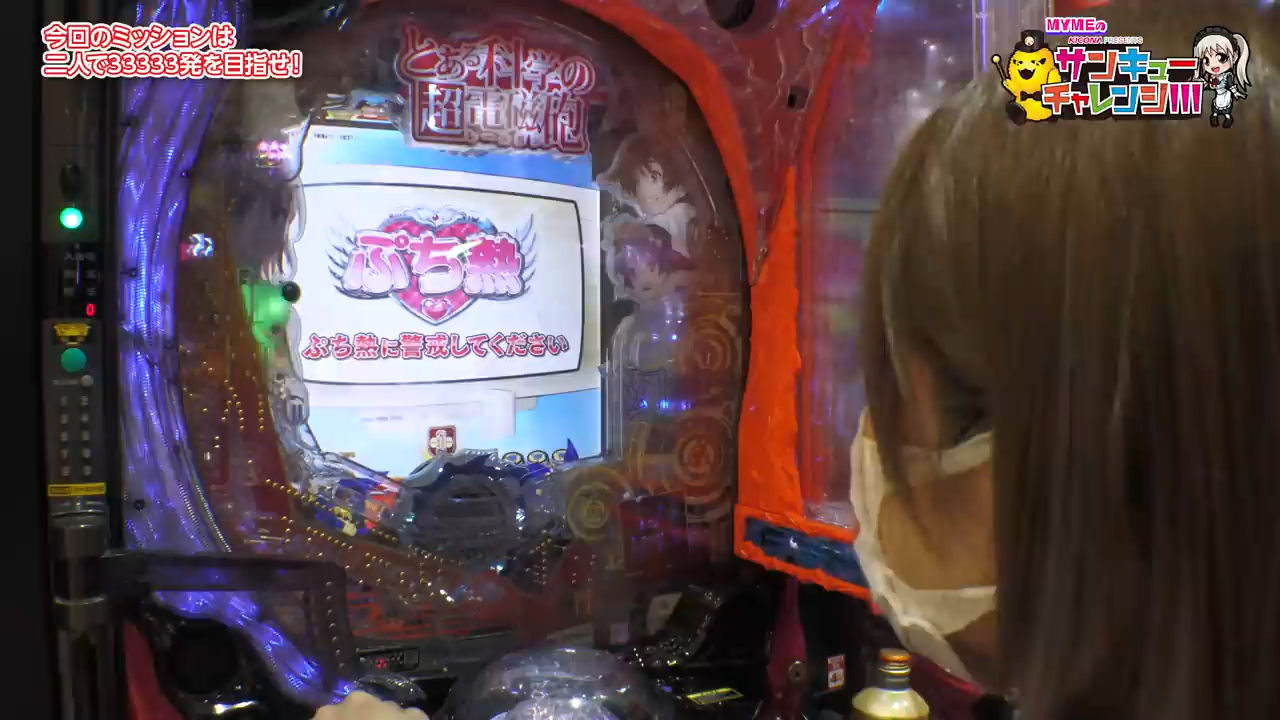 今回のミッションは
二人で33333発を目指せ!
MYMEの
KICONA PRESENTS
サンキュー
チャレンジ!!!
とある科学の
超電磁砲
ぷち熱
ぷち熱に警戒してください
0